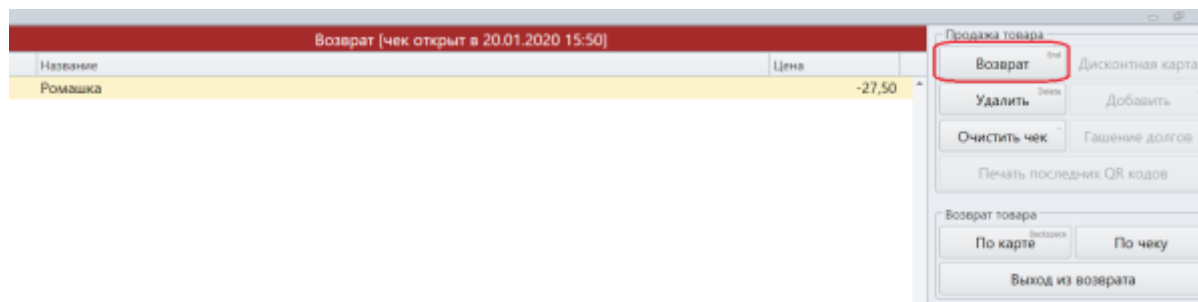 Возврат [чек открыт в 20.01.2020 15:50]
Название Цена
Ромашка -27,50
Продажа товара
Возврат End Дисконтная карта
Удалить Delete Добавить
Очистить чек Гашение долгов
Печать последних QR кодов
Возврат товара
По карте Backspace По чеку
Выход из возврата